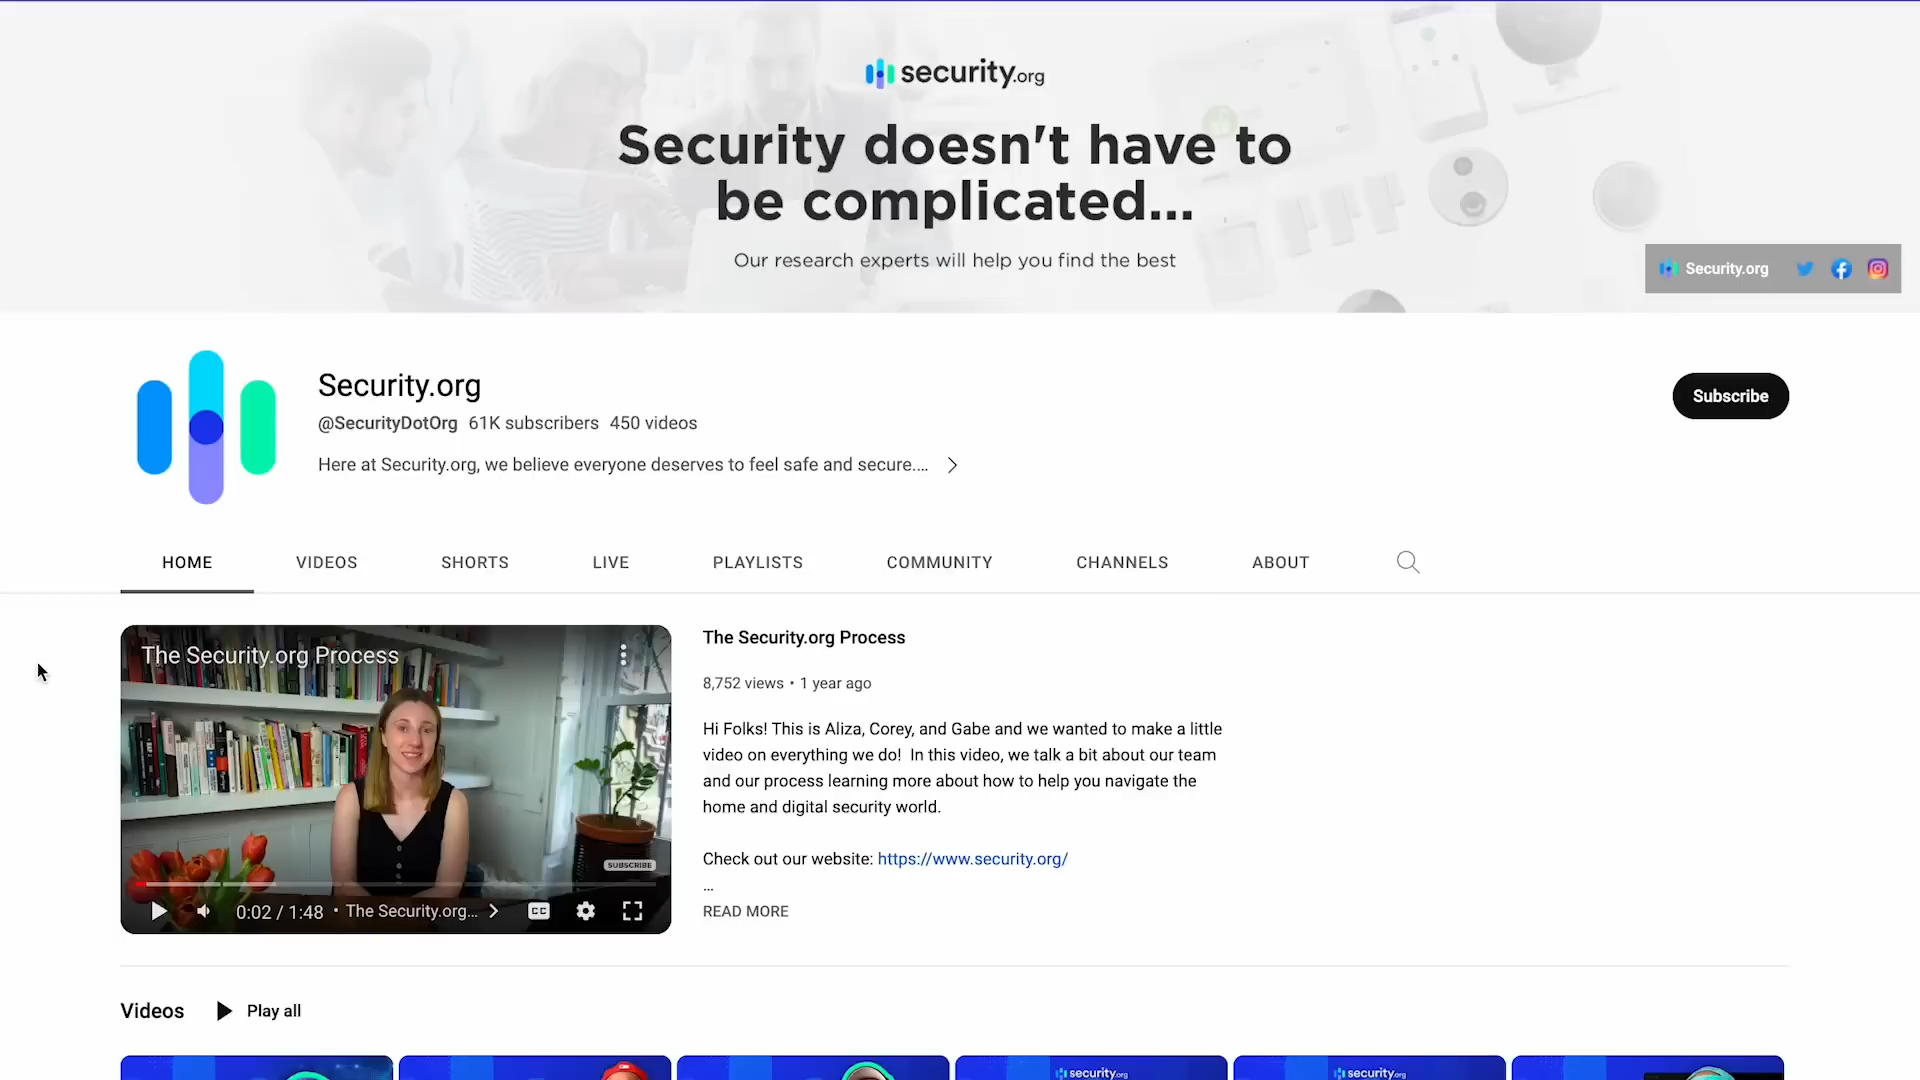 security.org
Security doesn't have to
be complicated...
Our research experts will help you find the best
Security.org
Security.org
@SecurityDotOrg 61K subscribers 450 videos
Here at Security.org, we believe everyone deserves to feel safe and secure....
Subscribe
HOME VIDEOS SHORTS LIVE PLAYLISTS COMMUNITY CHANNELS ABOUT
The Security.org Process
SUBSCRIBE
0:02 / 1:48 • The Security.org...
CC
The Security.org Process
8,752 views • 1 year ago
Hi Folks! This is Aliza, Corey, and Gabe and we wanted to make a little
video on everything we do! In this video, we talk a bit about our team
and our process learning more about how to help you navigate the
home and digital security world.
Check out our website: https://www.security.org/
...
READ MORE
Videos Play all
security.org
security.org